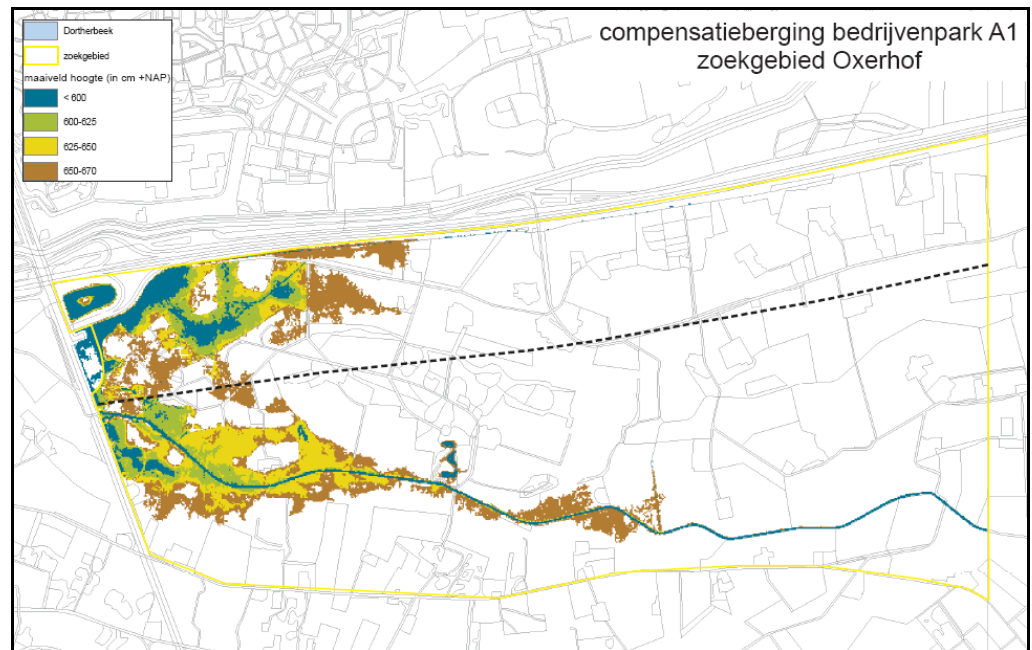 compensatieberging bedrijvenpark A1
zoekgebied Oxerhof
Dortherbeek
zoekgebied
maaiveld hoogte (in cm +NAP)
< 600
600-625
625-650
650-670